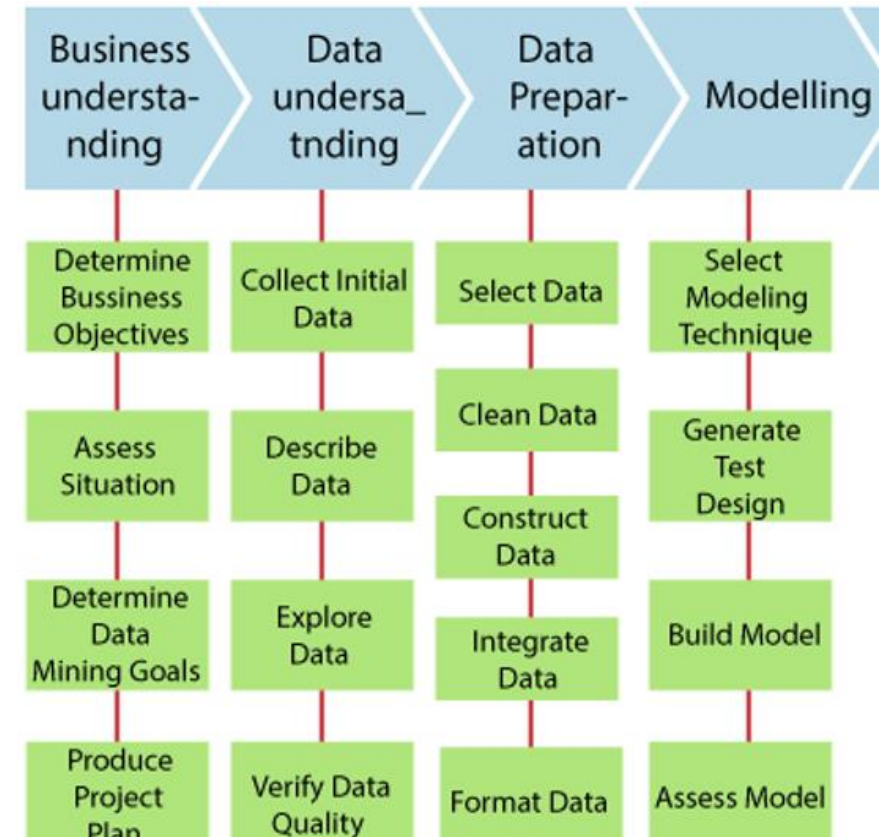 Business
understa-
nding
Data
undersa_
tnding
Data
Prepar-
ation
Modelling
Determine
Bussiness
Objectives
Assess
Situation
Determine
Data
Mining Goals
Produce
Project
Plan
Collect Initial
Data
Describe
Data
Explore
Data
Verify Data
Quality
Select Data
Clean Data
Construct
Data
Integrate
Data
Format Data
Select
Modeling
Technique
Generate
Test
Design
Build Model
Assess Model